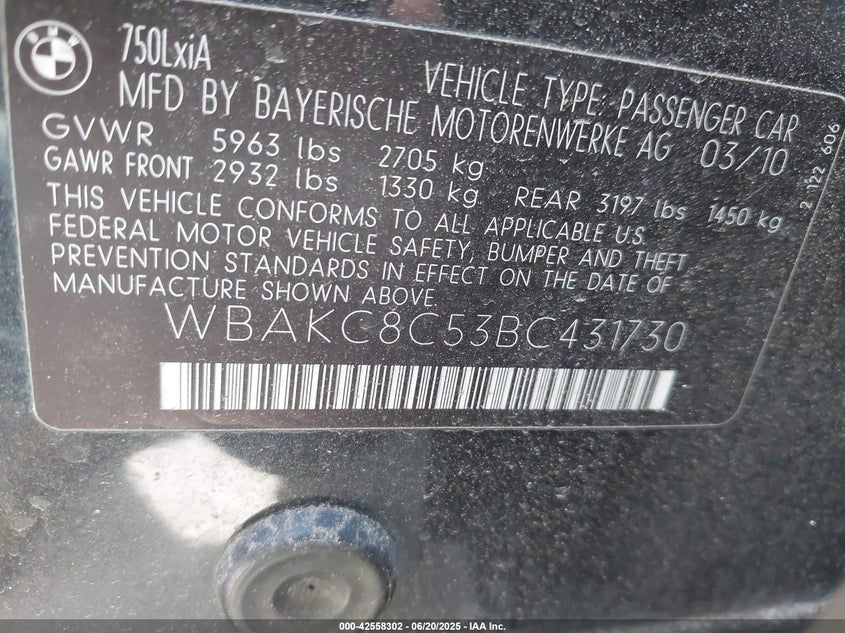 BMW
750LxiA
VEHICLE TYPE: PASSENGER CAR
MFD BY BAYERISCHE MOTORENWERKE AG 03/10
GVWR 5963 lbs 2705 kg
GAWR FRONT 2932 lbs 1330 kg REAR 3197 lbs 1450 kg
THIS VEHICLE CONFORMS TO ALL APPLICABLE U.S.
FEDERAL MOTOR VEHICLE SAFETY, BUMPER AND THEFT
PREVENTION STANDARDS IN EFFECT ON THE DATE OF
MANUFACTURE SHOWN ABOVE.
2 122 606
WBAKC8C53BC431730
000-42558302 - 06/20/2025 - IAA Inc.